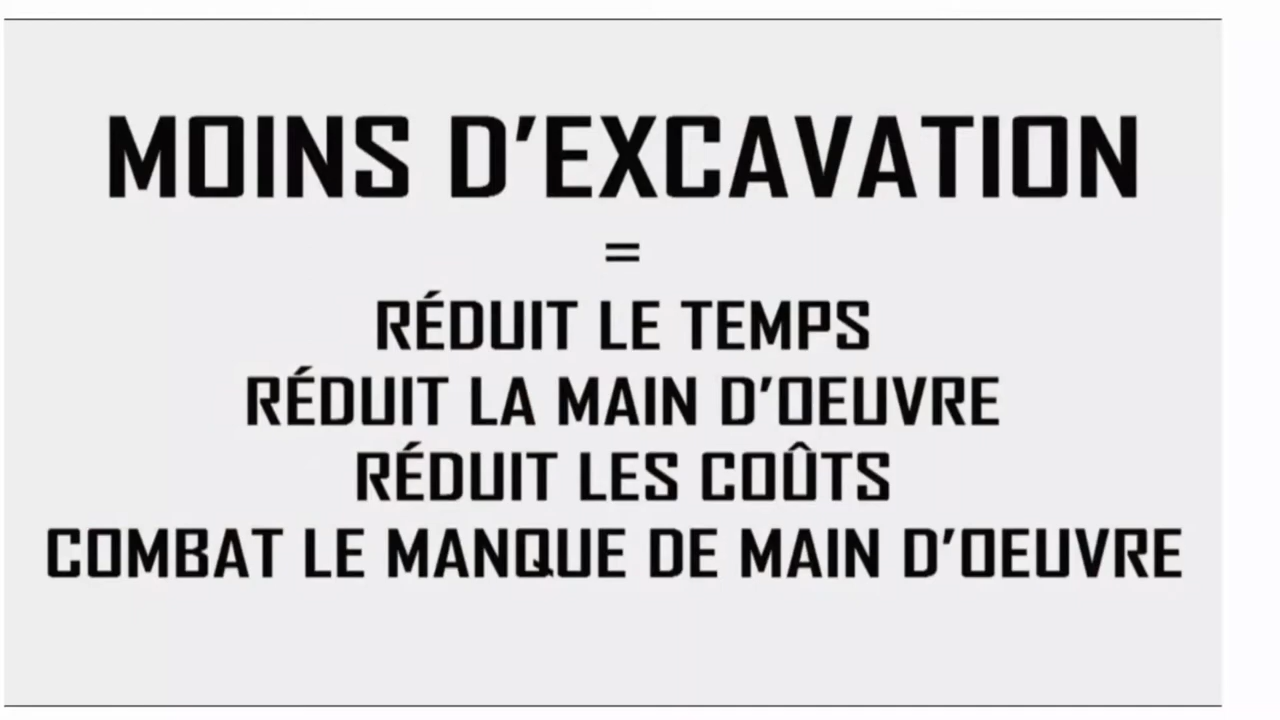 MOINS D'EXCAVATION
=
RÉDUIT LE TEMPS
RÉDUIT LA MAIN D'OEUVRE
RÉDUIT LES COÛTS
COMBAT LE MANQUE DE MAIN D'OEUVRE